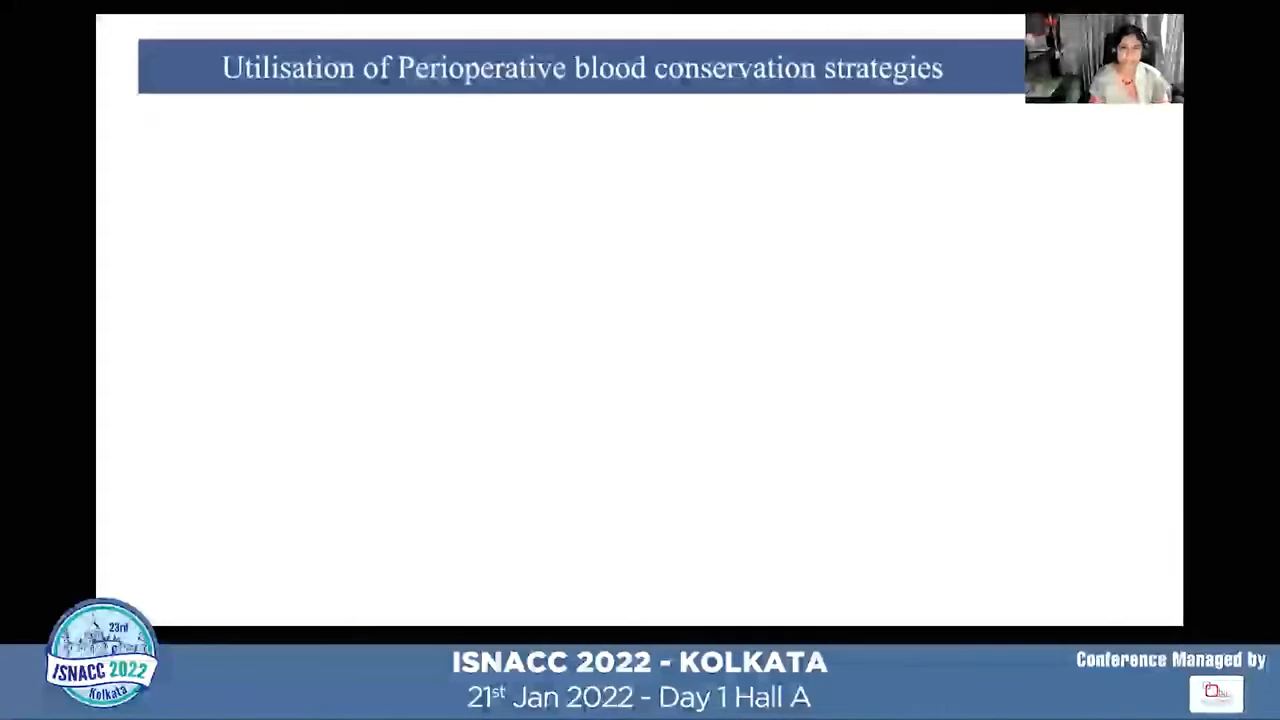 Utilisation of Perioperative blood conservation strategies
23rd
ISNACC 2022
Kolkata
ISNACC 2022 - KOLKATA
21st Jan 2022 - Day 1 Hall A
Conference Managed by